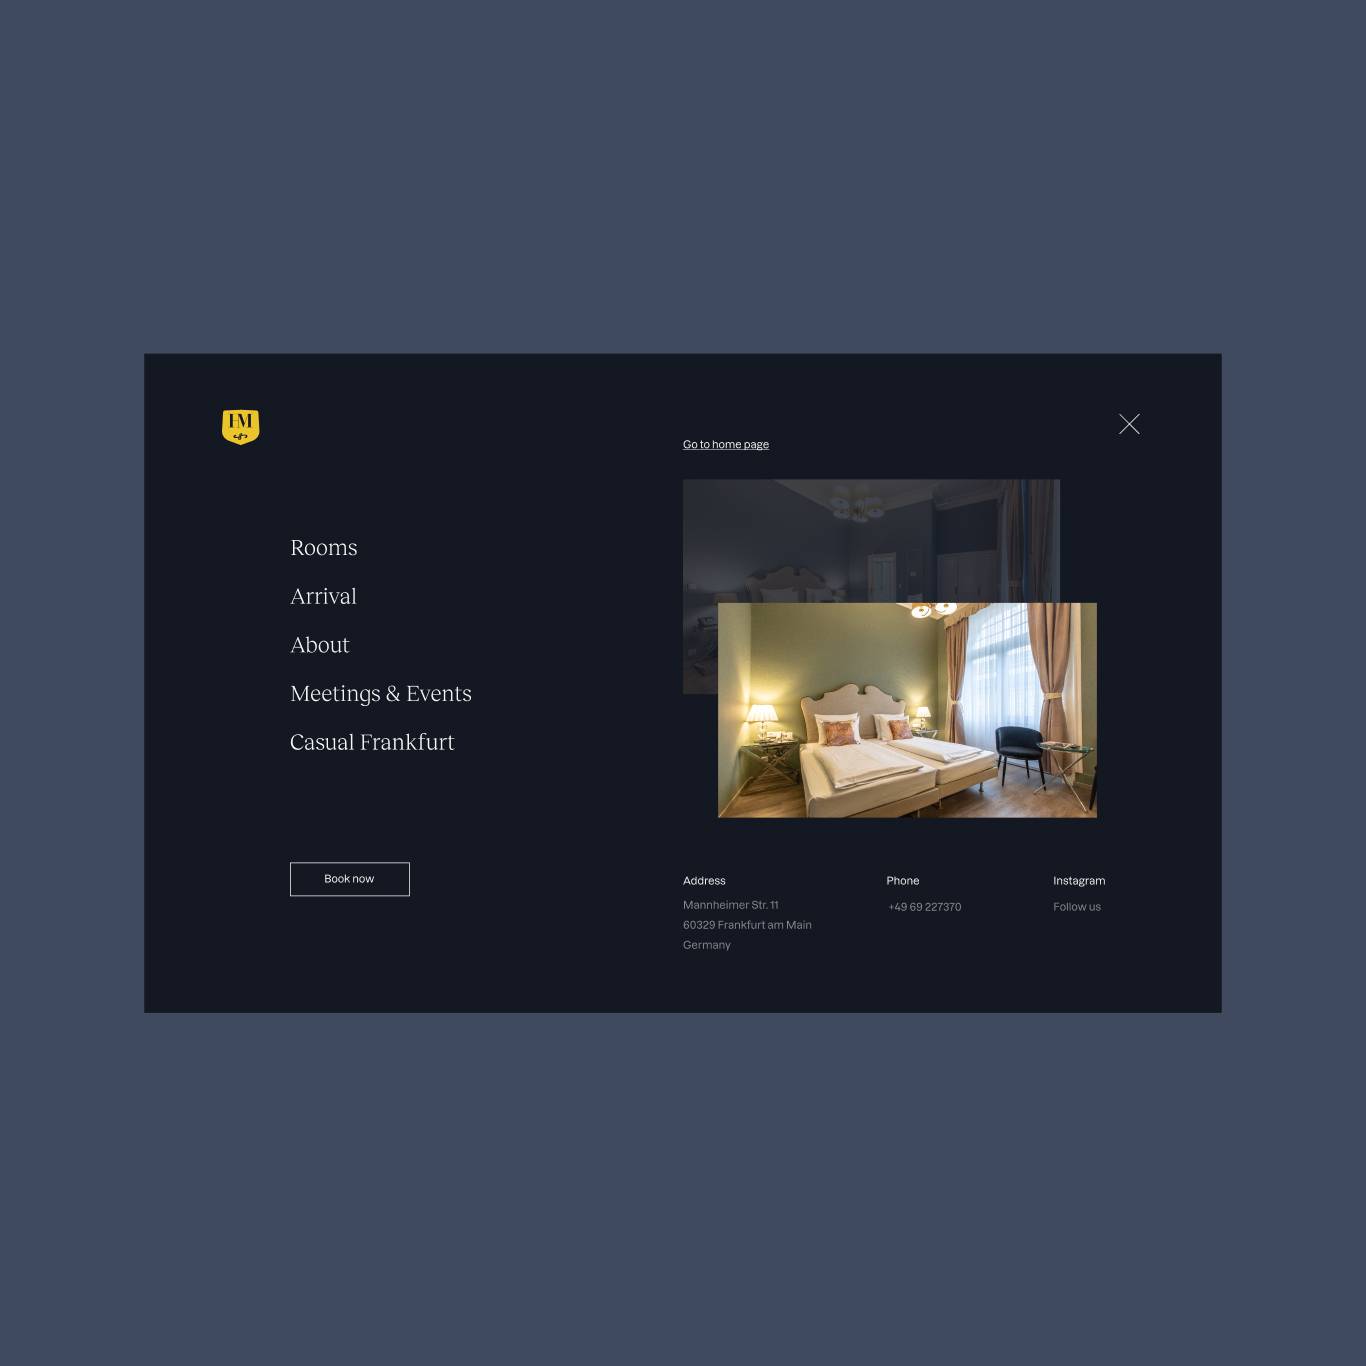 HM
Go to home page
Rooms
Arrival
About
Meetings & Events
Casual Frankfurt
Book now
Address
Mannheimer Str. 11
60329 Frankfurt am Main
Germany
Phone
+49 69 227370
Instagram
Follow us